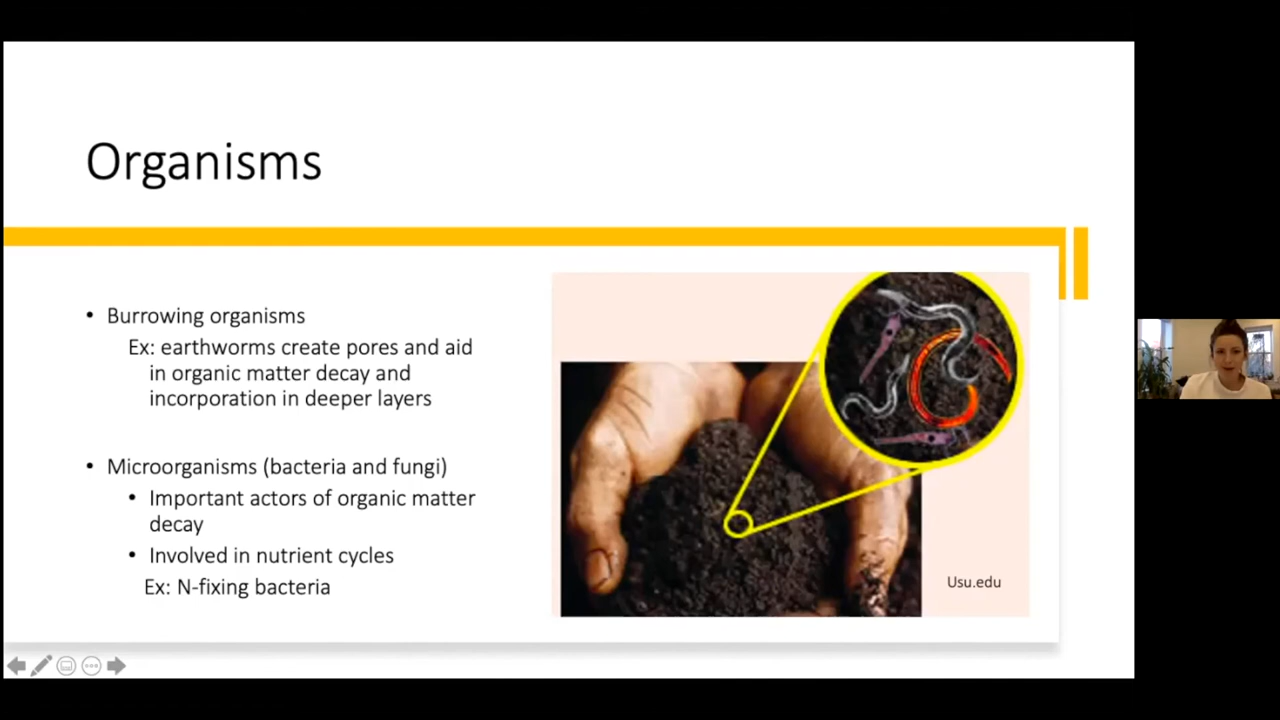 Organisms
• Burrowing organisms
Ex: earthworms create pores and aid
in organic matter decay and
incorporation in deeper layers
• Microorganisms (bacteria and fungi)
• Important actors of organic matter
decay
• Involved in nutrient cycles
Ex: N-fixing bacteria
Usu.edu